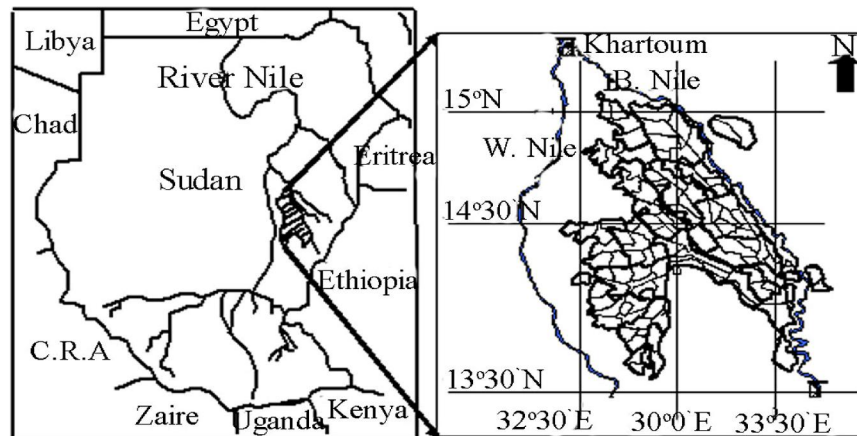 Egypt
Libya
River Nile
Chad
Eritrea
Sudan
Ethiopia
C.R.A
Zaire
Uganda
Kenya
Khartoum
N
B. Nile
15°N
W. Nile
14°30`N
13°30`N
32°30`E 30°0`E 33°30`E